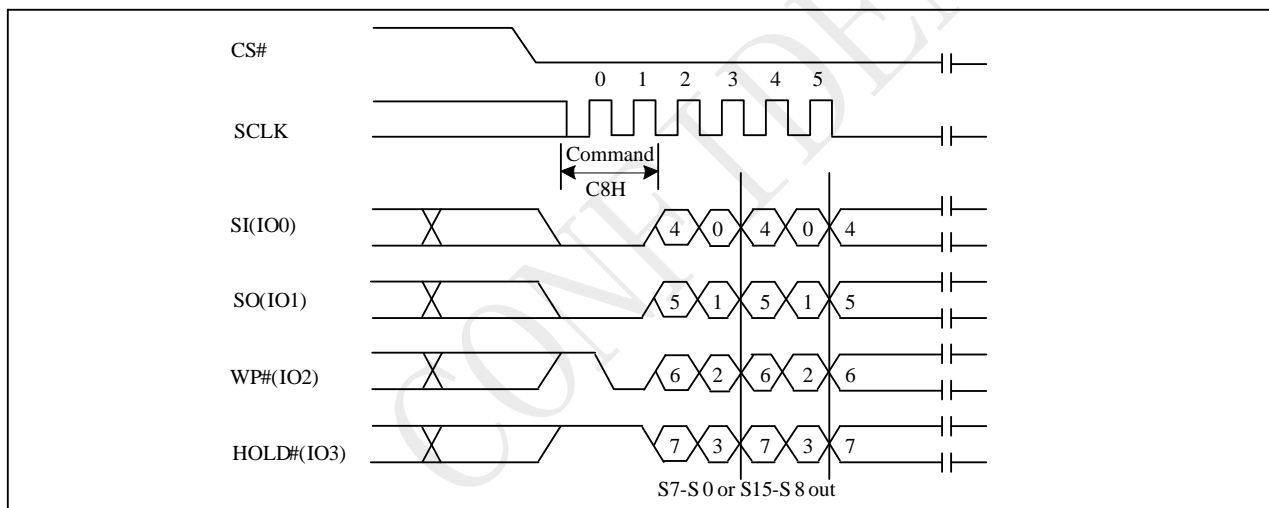 CS#
0 1 2 3 4 5
SCLK
Command
C8H
SI(IO0) 4 0 4 0 4
SO(IO1) 5 1 5 1 5
WP#(IO2) 6 2 6 2 6
HOLD#(IO3) 7 3 7 3 7
S7-S0 or S15-S8 out